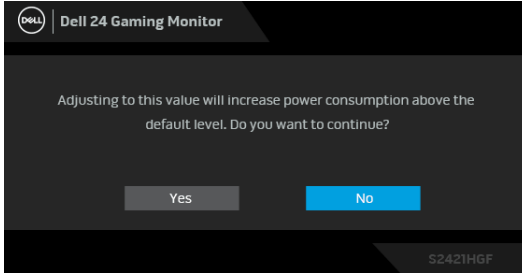 DELL
Dell 24 Gaming Monitor
Adjusting to this value will increase power consumption above the
default level. Do you want to continue?
Yes
No
S2421HGF